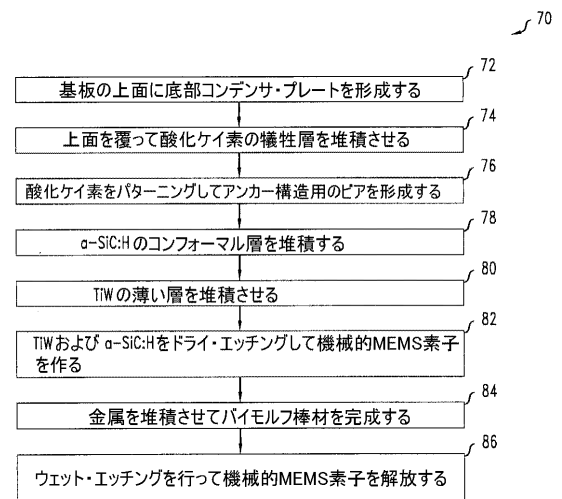 70
72
基板の上面に底部コンデンサ・プレートを形成する
74
上面を覆って酸化ケイ素の犠牲層を堆積させる
76
酸化ケイ素をパターニングしてアンカー構造用のビアを形成する
78
a-SiC:Hのコンフォーマル層を堆積する
80
TiWの薄い層を堆積させる
82
TiWおよびa-SiC:Hをドライ・エッチングして機械的MEMS素子
を作る
84
金属を堆積させてバイモルフ棒材を完成する
86
ウェット・エッチングを行って機械的MEMS素子を解放する